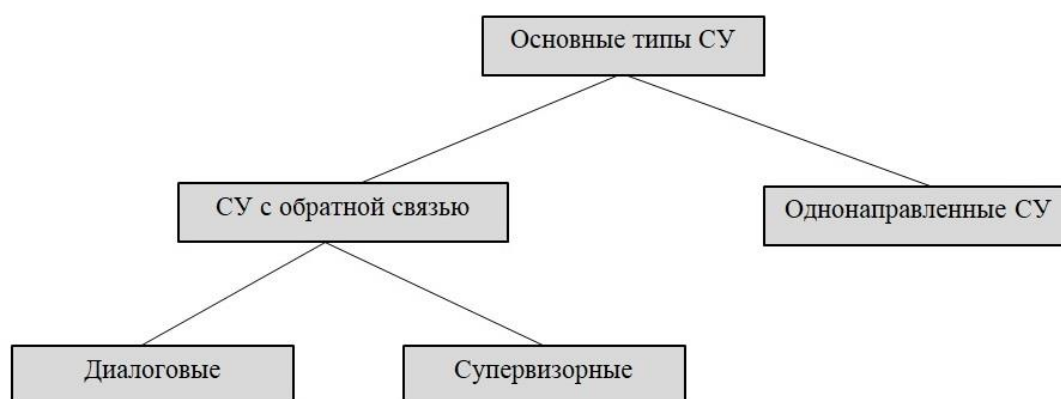 Основные типы СУ
СУ с обратной связью
Однонаправленные СУ
Диалоговые
Супервизорные